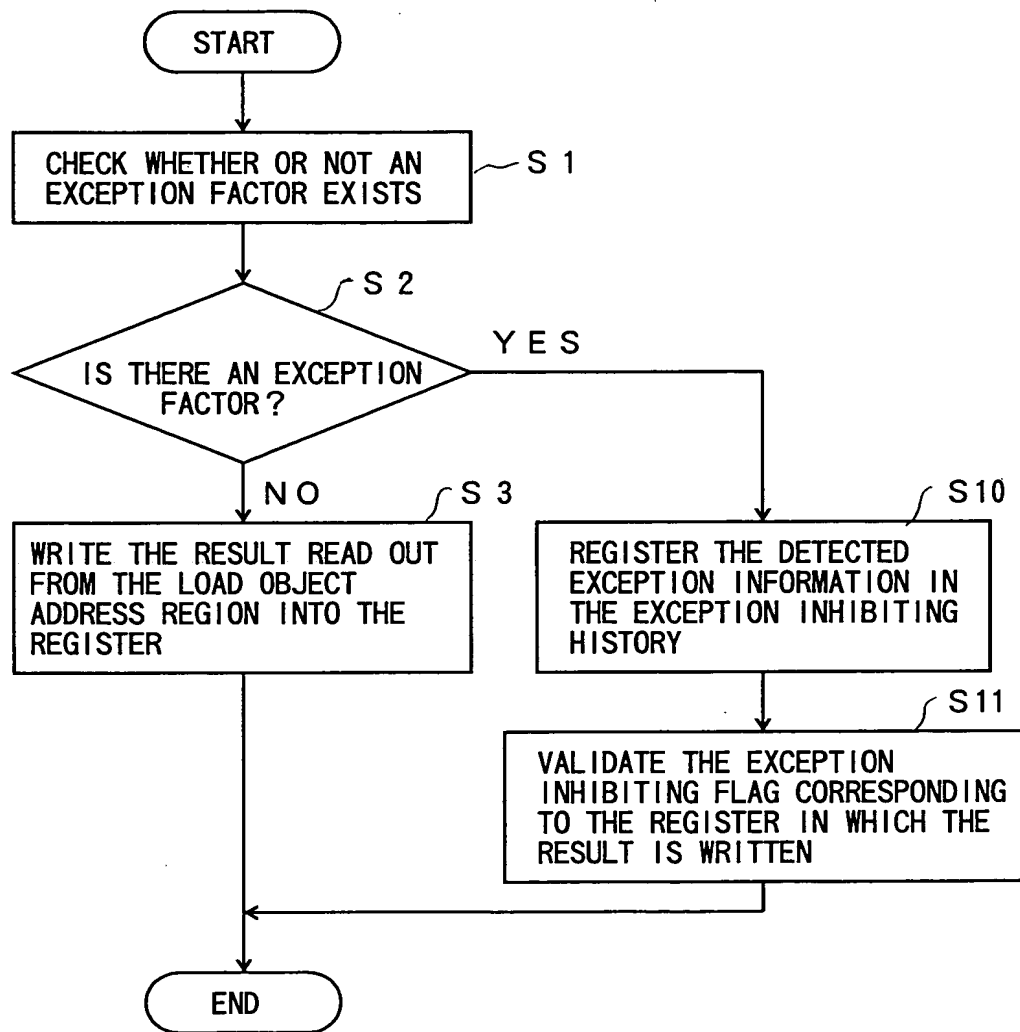 START
CHECK WHETHER OR NOT AN
EXCEPTION FACTOR EXISTS
S1
S2
IS THERE AN EXCEPTION
FACTOR?
YES
NO
S3
WRITE THE RESULT READ OUT
FROM THE LOAD OBJECT
ADDRESS REGION INTO THE
REGISTER
S10
REGISTER THE DETECTED
EXCEPTION INFORMATION IN
THE EXCEPTION INHIBITING
HISTORY
S11
VALIDATE THE EXCEPTION
INHIBITING FLAG CORRESPONDING
TO THE REGISTER IN WHICH THE
RESULT IS WRITTEN
END